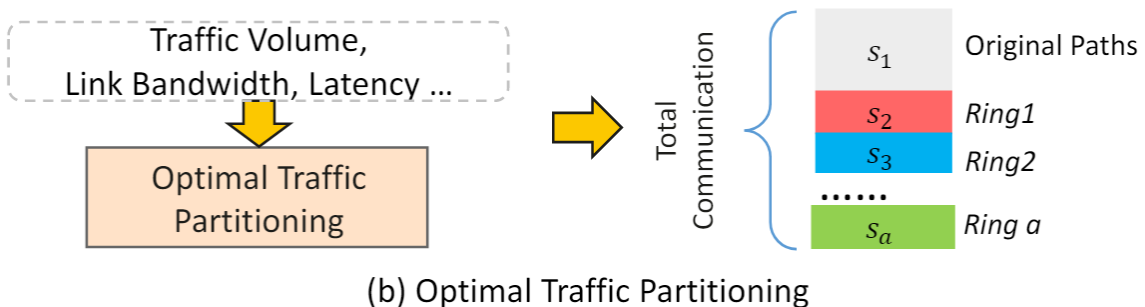 Traffic Volume,
Link Bandwidth, Latency ...
Optimal Traffic
Partitioning
Total
Communication
s₁
Original Paths
s₂
Ring1
s₃
Ring2
......
sₐ
Ring a
(b) Optimal Traffic Partitioning